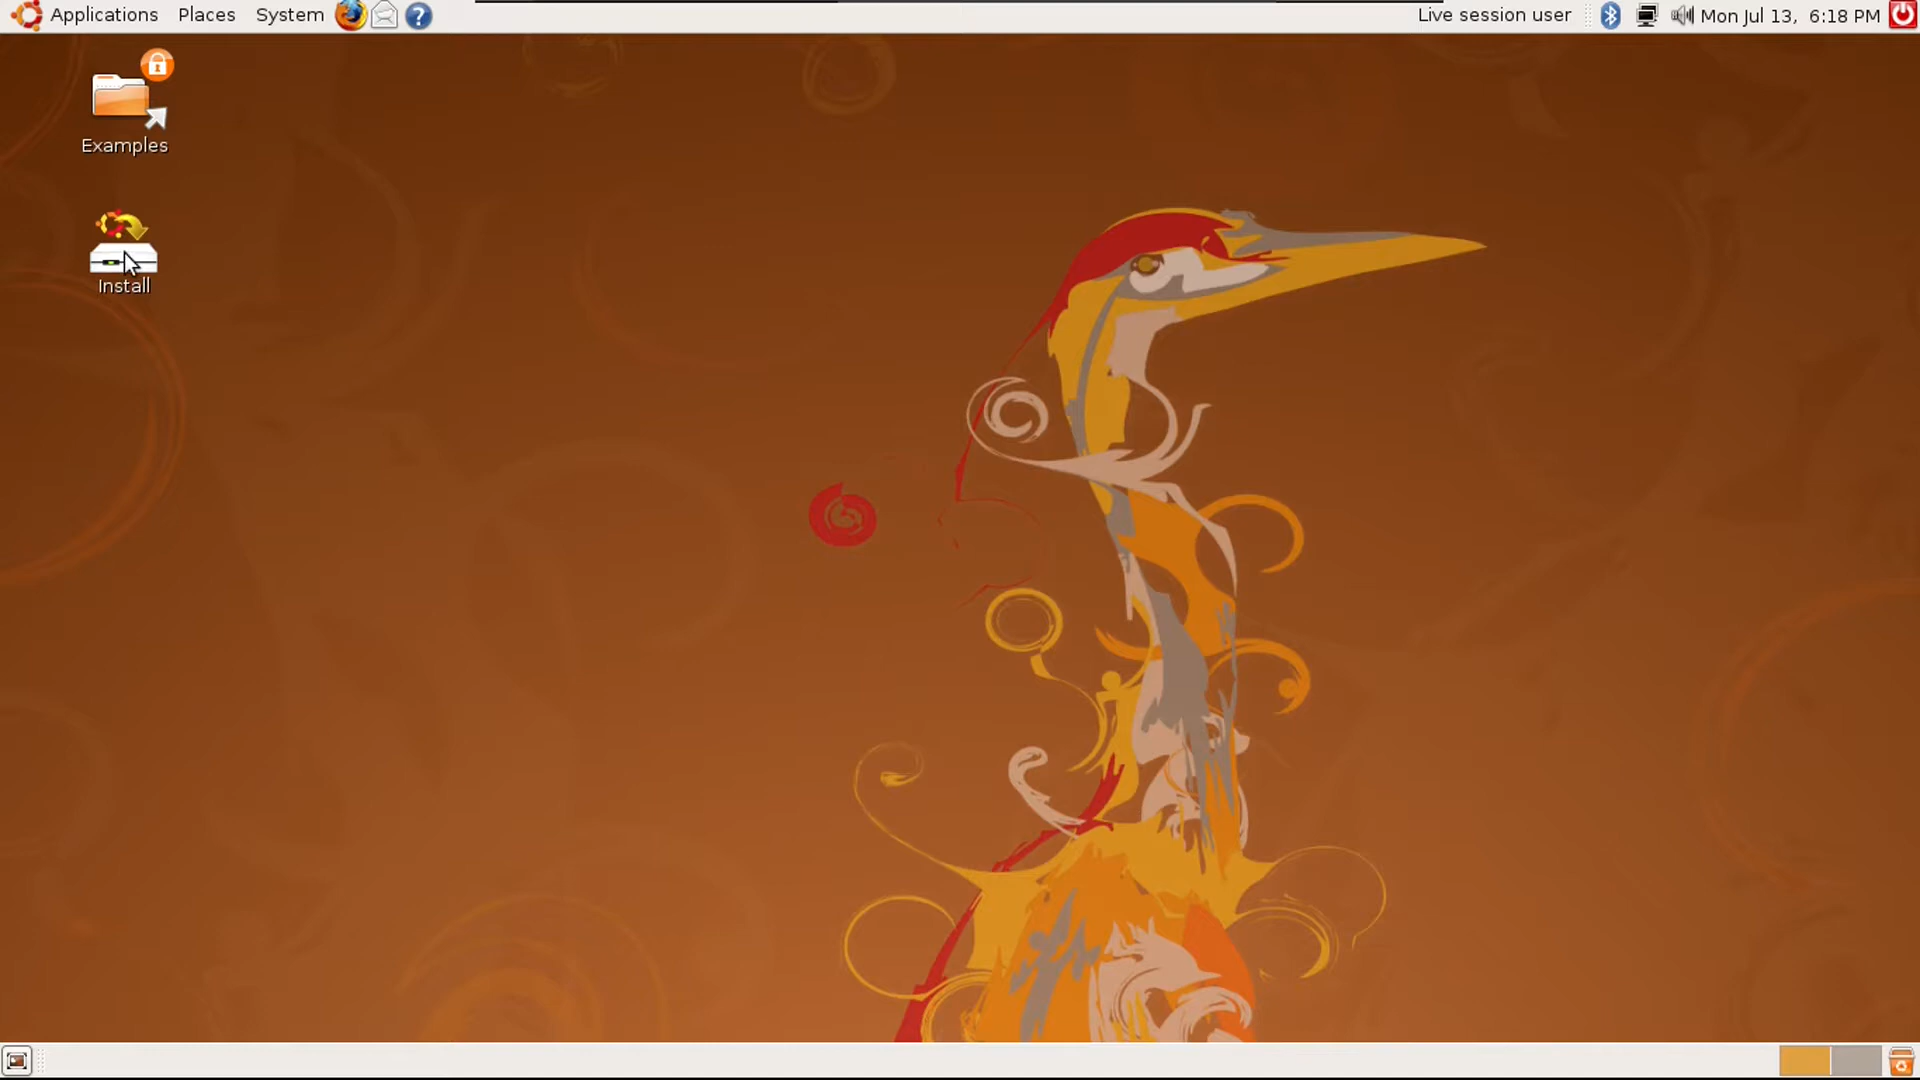 Applications Places System Live session user Mon Jul 13, 6:18 PM
Examples
Install